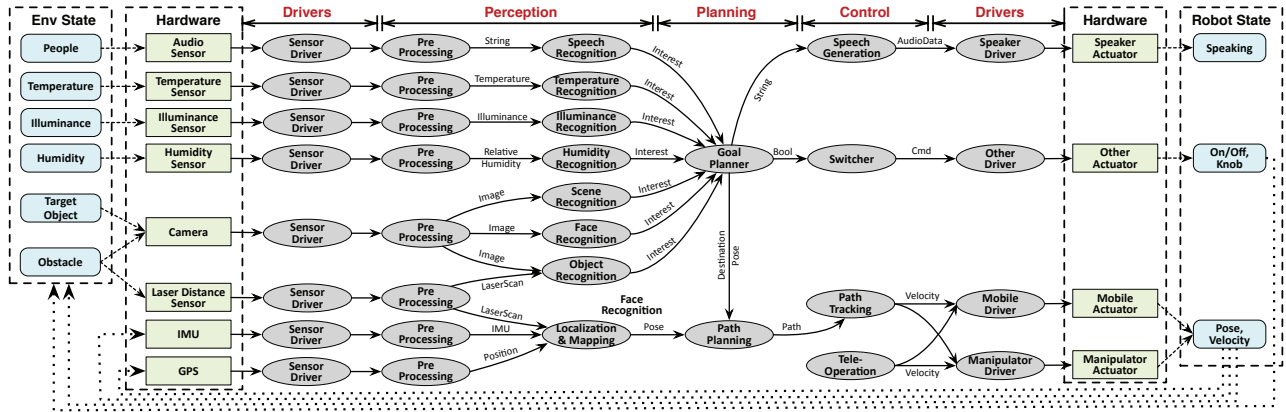 Env State
Hardware
Drivers
Perception
Planning
Control
Drivers
Hardware
Robot State
People
Audio
Sensor
Sensor
Driver
Pre
Processing
String
Speech
Recognition
Interest
String
Speech
Generation
AudioData
Speaker
Driver
Speaker
Actuator
Speaking
Temperature
Temperature
Sensor
Sensor
Driver
Pre
Processing
Temperature
Temperature
Recognition
Interest
Illuminance
Illuminance
Sensor
Sensor
Driver
Pre
Processing
Illuminance
Illuminance
Recognition
Interest
Humidity
Humidity
Sensor
Sensor
Driver
Pre
Processing
Relative
Humidity
Humidity
Recognition
Interest
Goal
Planner
Bool
Switcher
Cmd
Other
Driver
Other
Actuator
On/Off,
Knob
Target
Object
Obstacle
Camera
Sensor
Driver
Pre
Processing
Image
Scene
Recognition
Interest
Image
Face
Recognition
Interest
Image
Object
Recognition
Interest
Destination
Pose
Laser Distance
Sensor
Sensor
Driver
Pre
Processing
LaserScan
LaserScan
Face
Recognition
IMU
Sensor
Driver
Pre
Processing
IMU
Localization
& Mapping
Pose
Path
Planning
Path
Path
Tracking
Velocity
Mobile
Driver
Mobile
Actuator
Pose,
Velocity
GPS
Sensor
Driver
Pre
Processing
Position
Tele-
Operation
Velocity
Manipulator
Driver
Manipulator
Actuator